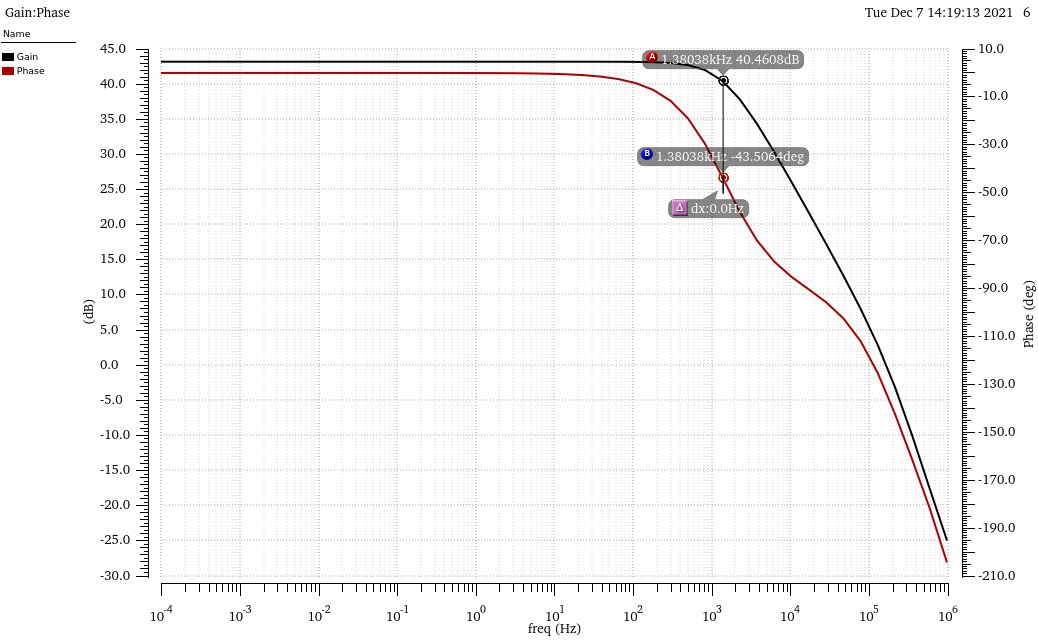 Gain:Phase
Tue Dec 7 14:19:13 2021 6
Name
Gain
Phase
45.0
40.0
35.0
30.0
25.0
20.0
15.0
10.0
5.0
0.0
-5.0
-10.0
-15.0
-20.0
-25.0
-30.0
(dB)
A 1.38038kHz 40.4608dB
B 1.38038kHz -43.5064deg
Δ dx:0.0Hz
10.0
-10.0
-30.0
-50.0
-70.0
-90.0
-110.0
-130.0
-150.0
-170.0
-190.0
-210.0
Phase (deg)
10^-4 10^-3 10^-2 10^-1 10^0 10^1 10^2 10^3 10^4 10^5 10^6
freq (Hz)